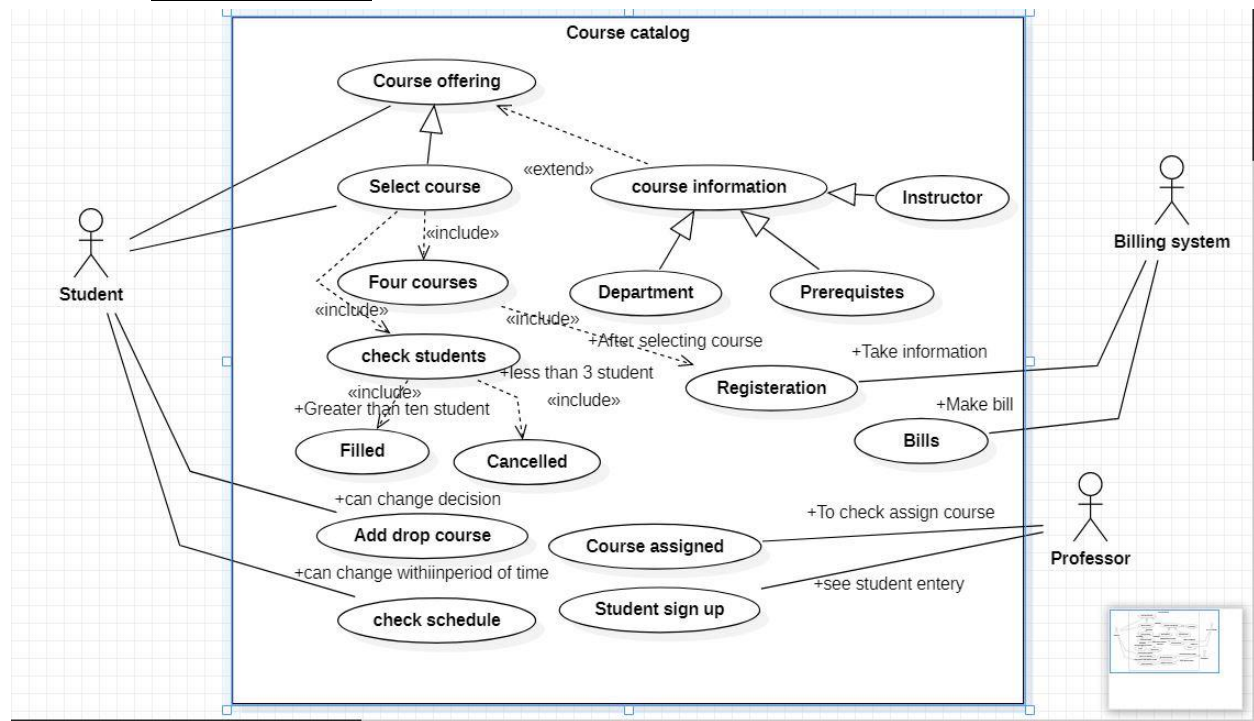 Course catalog
Course offering
«extend»
Select course
course information
Instructor
«include»
Billing system
Four courses
Department
Prerequistes
Student
«include»
«include»
+After selecting course
check students
+Take information
+less than 3 student
Registeration
«include»
«include»
+Greater than ten student
+Make bill
Filled
Cancelled
Bills
+can change decision
+To check assign course
Add drop course
Course assigned
Professor
+can change withiinperiod of time
+see student entery
check schedule
Student sign up